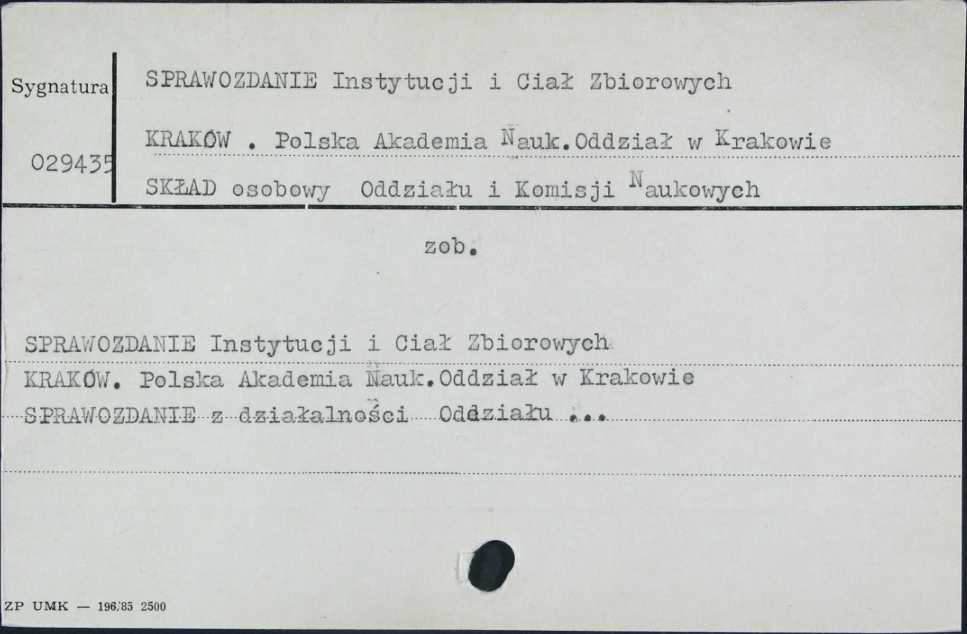 SPRAWOZDANIE Instytucji i Ciał Zbiorowych
Sygnatura
KRAKÓW . Polska Akademia Nauk.Oddział w Krakowie
029435
SKŁAD osobowy Oddziału i Komisji Naukowych
zob.
SPRAWOZDANIE Instytucji i Ciał Zbiorowych
KRAKÓW. Polska Akademia Nauk.Oddział w Krakowie
SPRAWOZDANIE z działalności Oddziału ...
ZP UMK — 196/85 2500